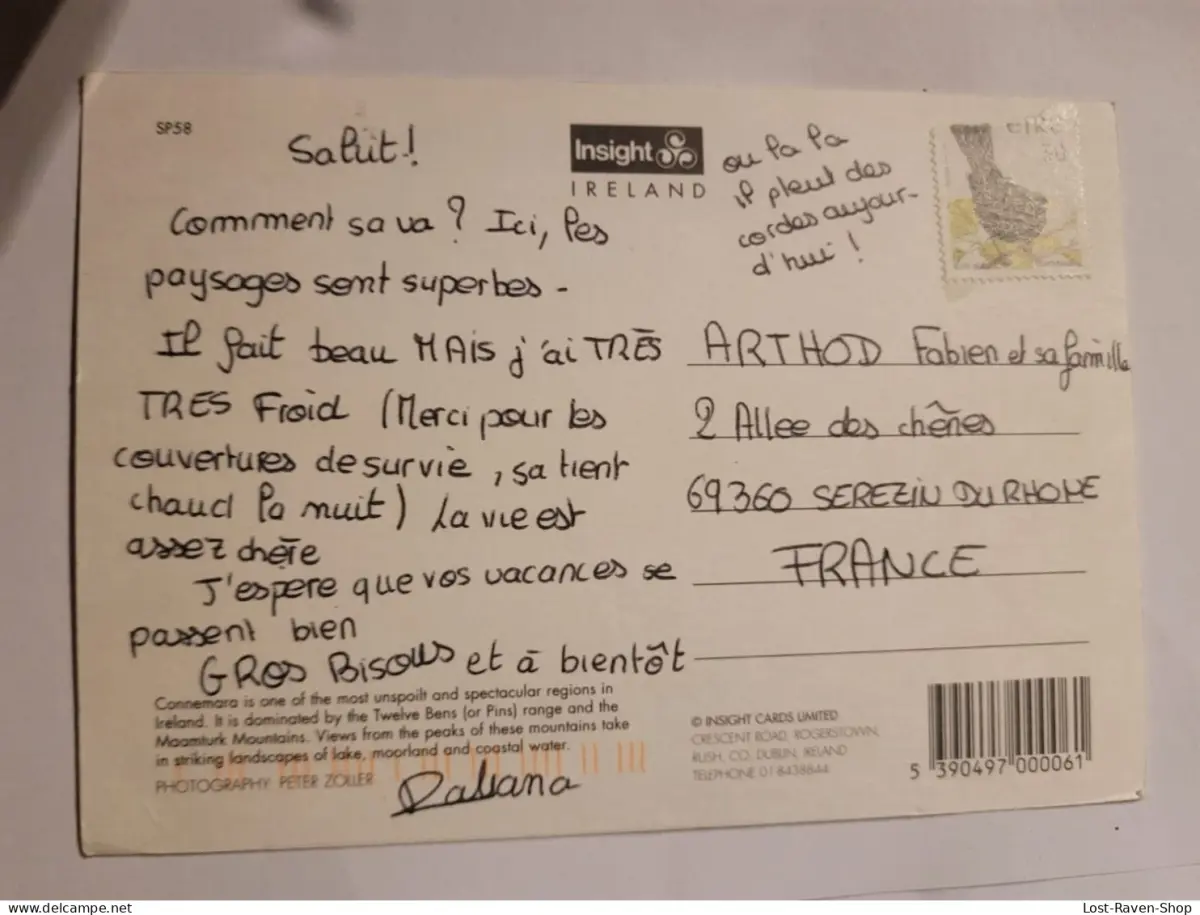 SP58
Salut!
Insight
IRELAND
ou la la
il pleut des
cordes aujour-
d'hui !
Comment sa va ? Ici, les
paysages sont superbes -
Il fait beau MAIS j'ai TRÈS
TRES Froid (Merci pour les
couvertures de survie, sa tient
chaud la nuit) La vie est
assez chère
J'espere que vos vacances se
passent bien
GROS Bisous et à bientôt
ARTHOD Fabien et sa famille
2 Allee des chênes
69360 SEREZIN DU RHONE
FRANCE
Connemara is one of the most unspoilt and spectacular regions in
Ireland. It is dominated by the Twelve Bens (or Pins) range and the
Maamturk Mountains. Views from the peaks of these mountains take
in striking landscapes of lake, moorland and coastal water.
PHOTOGRAPHY PETER ZOLLER
© INSIGHT CARDS LIMITED
CRESCENT ROAD, ROGERSTOWN,
RUSH, CO. DUBLIN, IRELAND
TELEPHONE 01 8438844
5 390497 000061
Lost-Raven-Shop